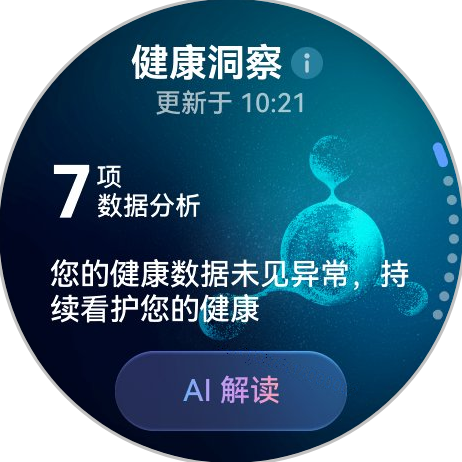 健康洞察 i
更新于 10:21
7 项
数据分析
您的健康数据未见异常，持
续看护您的健康
AI 解读